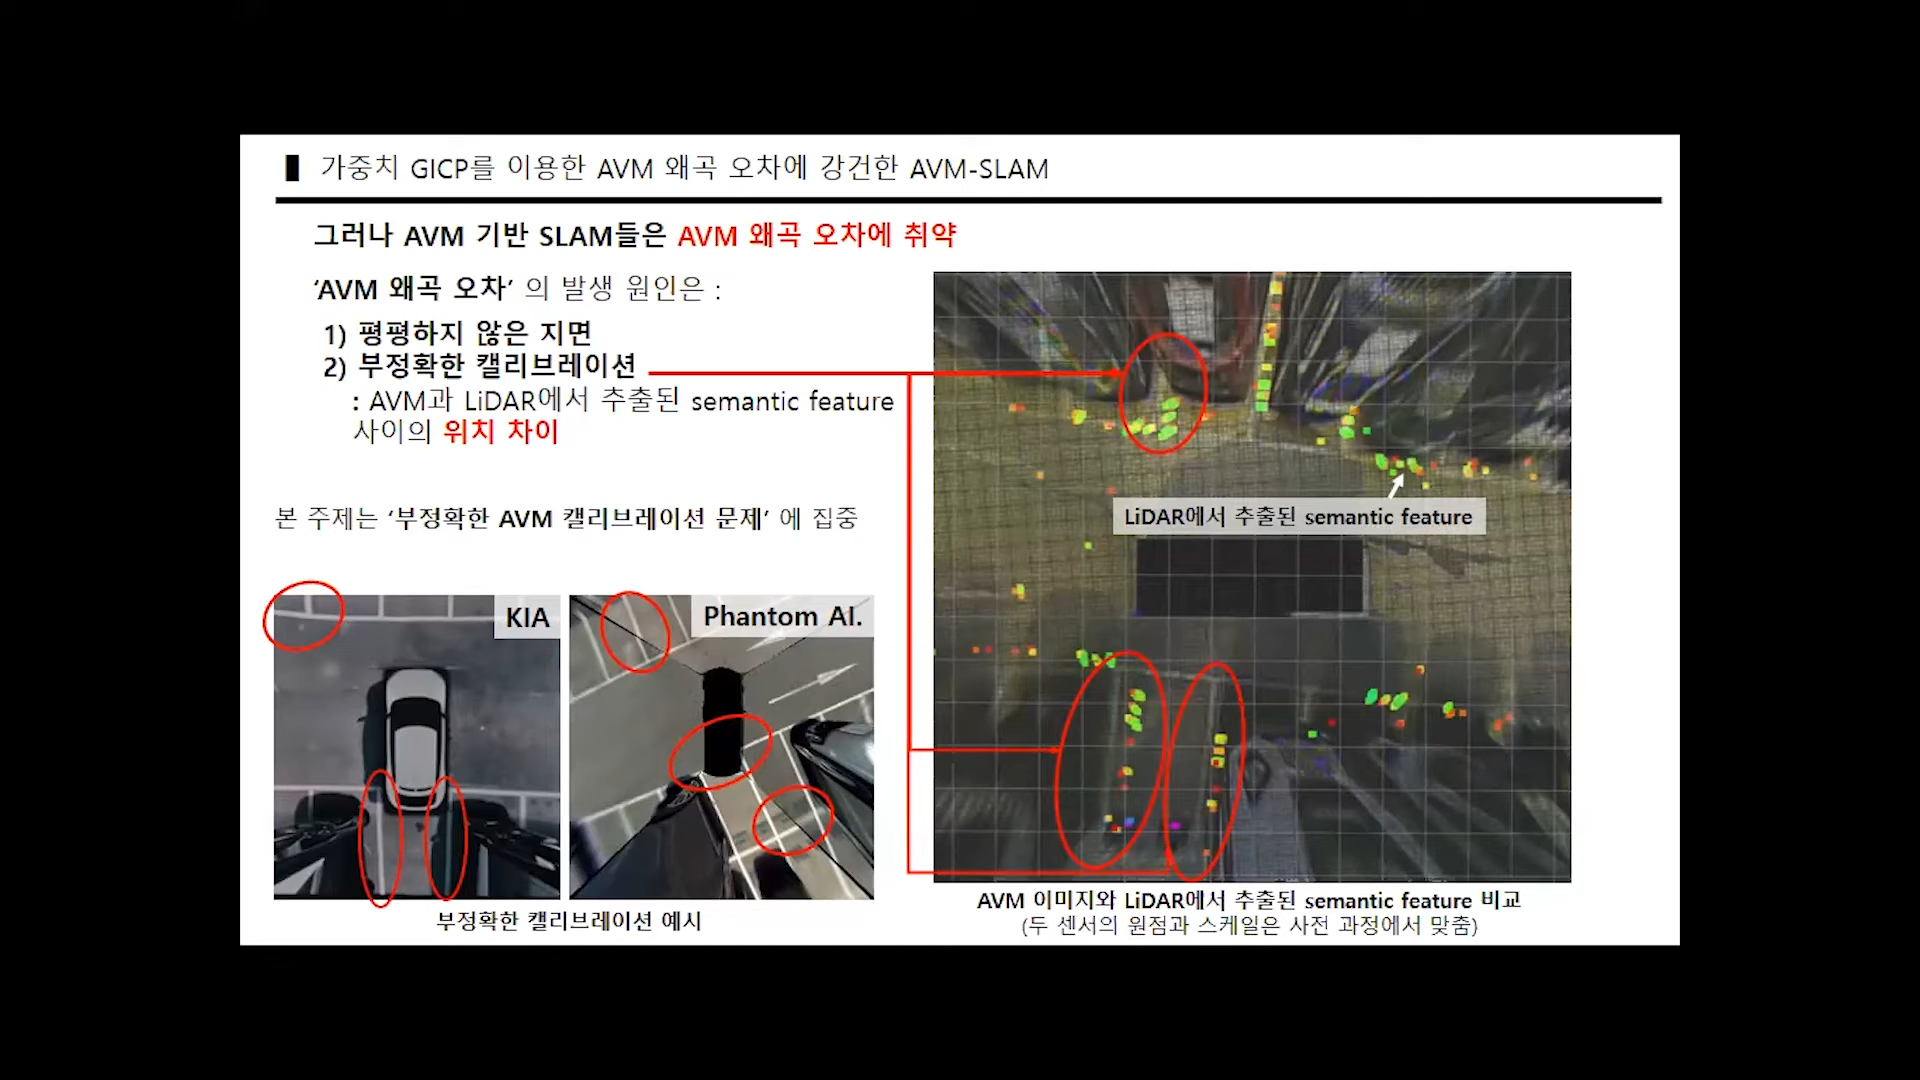 가중치 GICP를 이용한 AVM 왜곡 오차에 강건한 AVM-SLAM
그러나 AVM 기반 SLAM들은 AVM 왜곡 오차에 취약
‘AVM 왜곡 오차’ 의 발생 원인은 :
1) 평평하지 않은 지면
2) 부정확한 캘리브레이션
: AVM과 LiDAR에서 추출된 semantic feature
사이의 위치 차이
본 주제는 ‘부정확한 AVM 캘리브레이션 문제’ 에 집중
KIA
Phantom AI.
부정확한 캘리브레이션 예시
LiDAR에서 추출된 semantic feature
AVM 이미지와 LiDAR에서 추출된 semantic feature 비교
(두 센서의 원점과 스케일은 사전 과정에서 맞춤)